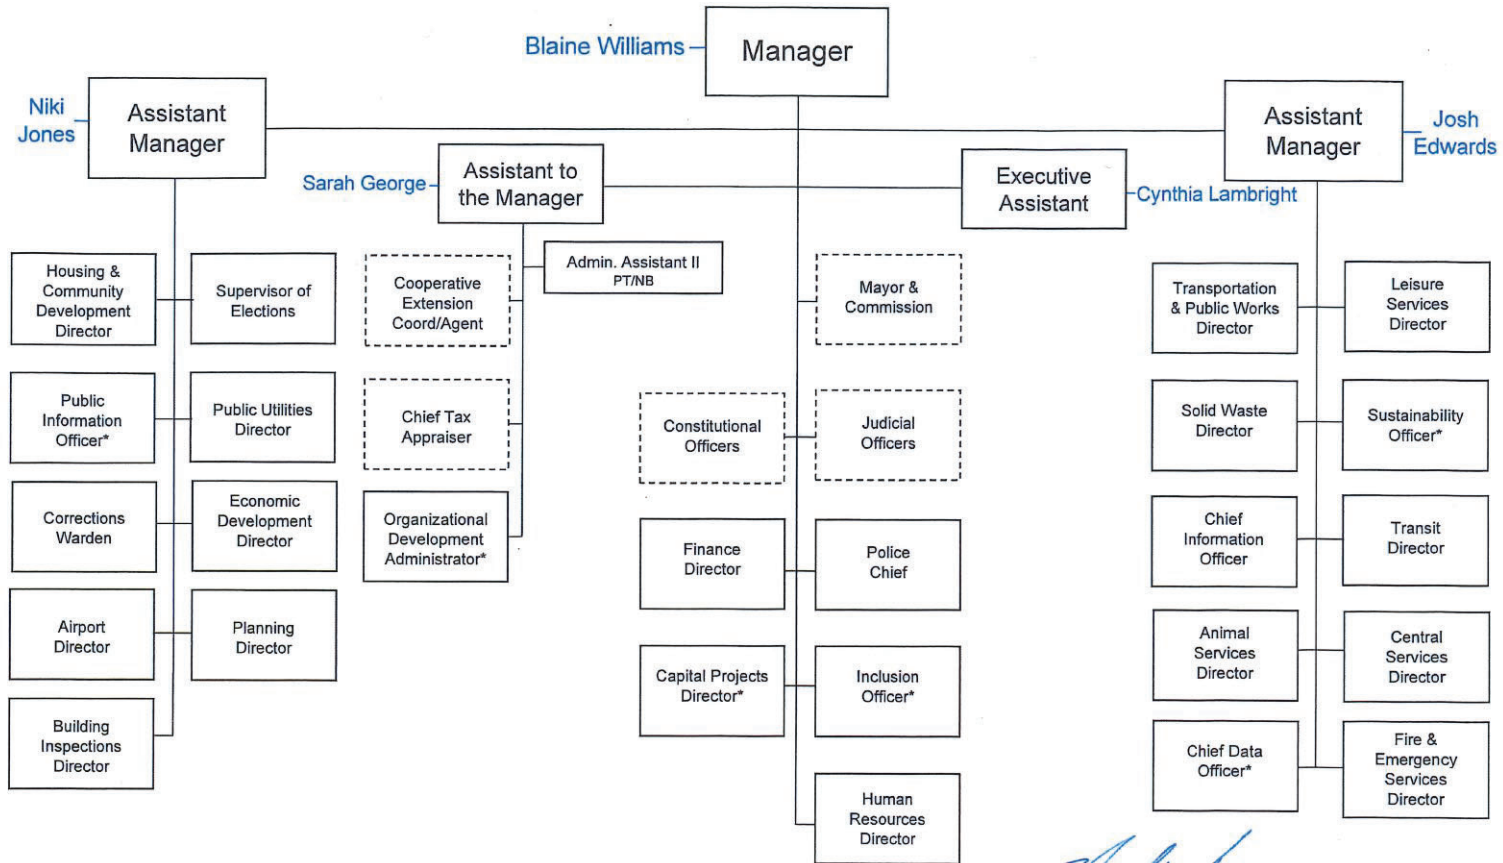 Blaine Williams
Manager
Niki
Jones
Assistant
Manager
Assistant
Manager
Josh
Edwards
Sarah George
Assistant to
the Manager
Executive
Assistant
Cynthia Lambright
Housing &
Community
Development
Director
Supervisor of
Elections
Public
Information
Officer*
Public Utilities
Director
Corrections
Warden
Economic
Development
Director
Airport
Director
Planning
Director
Building
Inspections
Director
Cooperative
Extension
Coord/Agent
Admin. Assistant II
PT/NB
Chief Tax
Appraiser
Organizational
Development
Administrator*
Mayor &
Commission
Constitutional
Officers
Judicial
Officers
Finance
Director
Police
Chief
Capital Projects
Director*
Inclusion
Officer*
Human
Resources
Director
Transportation
& Public Works
Director
Leisure
Services
Director
Solid Waste
Director
Sustainability
Officer*
Chief
Information
Officer
Transit
Director
Animal
Services
Director
Central
Services
Director
Chief Data
Officer*
Fire &
Emergency
Services
Director